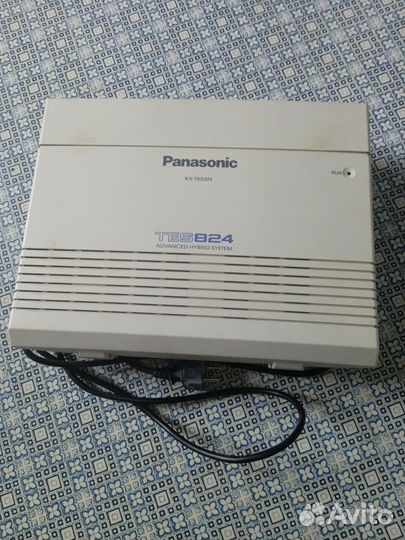 Panasonic
KX-TES824
RUN
TES824
ADVANCED HYBRID SYSTEM
Avito